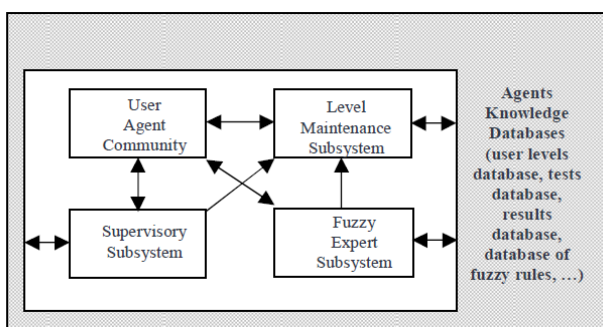 User
Agent
Community
Level
Maintenance
Subsystem
Supervisory
Subsystem
Fuzzy
Expert
Subsystem
Agents
Knowledge
Databases
(user levels
database, tests
database,
results
database,
database of
fuzzy rules, ...)